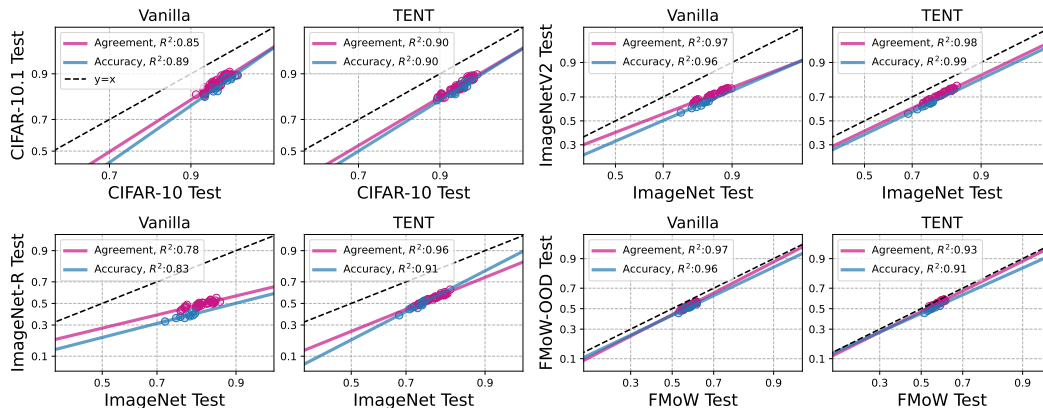 Vanilla
CIFAR-10.1 Test
Agreement, R²:0.85
Accuracy, R²:0.89
y=x
0.9
0.7
0.5
0.7
0.9
CIFAR-10 Test
TENT
Agreement, R²:0.90
Accuracy, R²:0.90
0.9
0.7
0.5
0.7
0.9
CIFAR-10 Test
Vanilla
ImageNetV2 Test
Agreement, R²:0.97
Accuracy, R²:0.96
0.9
0.7
0.5
0.3
0.5
0.7
0.9
ImageNet Test
TENT
Agreement, R²:0.98
Accuracy, R²:0.99
0.9
0.7
0.5
0.3
0.5
0.7
0.9
ImageNet Test
Vanilla
ImageNet-R Test
Agreement, R²:0.78
Accuracy, R²:0.83
0.9
0.7
0.5
0.3
0.1
0.5
0.9
ImageNet Test
TENT
Agreement, R²:0.96
Accuracy, R²:0.91
0.9
0.7
0.5
0.3
0.1
0.5
0.9
ImageNet Test
Vanilla
FMoW-OOD Test
Agreement, R²:0.97
Accuracy, R²:0.96
0.9
0.7
0.5
0.1
0.3
0.5
0.7
0.9
FMoW Test
TENT
Agreement, R²:0.93
Accuracy, R²:0.91
0.9
0.7
0.5
0.1
0.3
0.5
0.7
0.9
FMoW Test